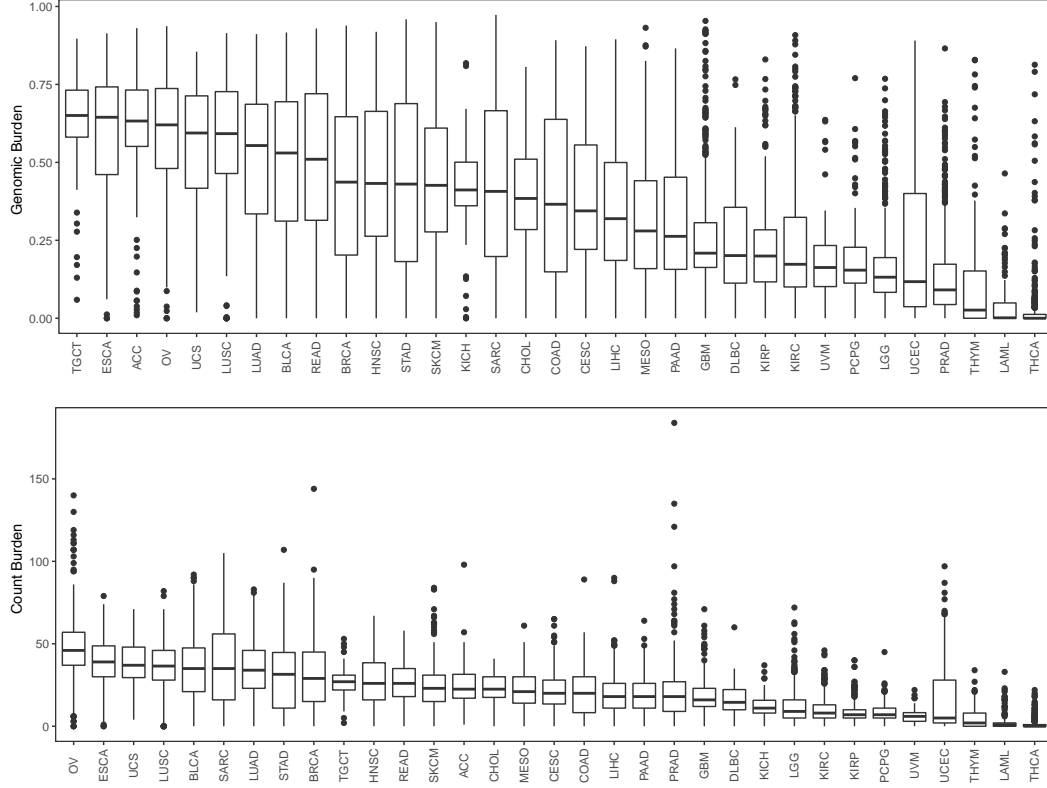 Genomic Burden
1.00
0.75
0.50
0.25
0.00
TGCT ESCA ACC OV UCS LUSC LUAD BLCA READ BRCA HNSC STAD SKCM KICH SARC CHOL COAD CESC LIHC MESO PAAD GBM DLBC KIRP KIRC UVM PCPG LGG UCEC PRAD THYM LAML THCA
Count Burden
150
100
50
0
OV ESCA UCS LUSC BLCA SARC LUAD STAD BRCA TGCT HNSC READ SKCM ACC CHOL MESO CESC COAD LIHC PAAD PRAD GBM DLBC KICH LGG KIRC KIRP PCPG UVM UCEC THYM LAML THCA